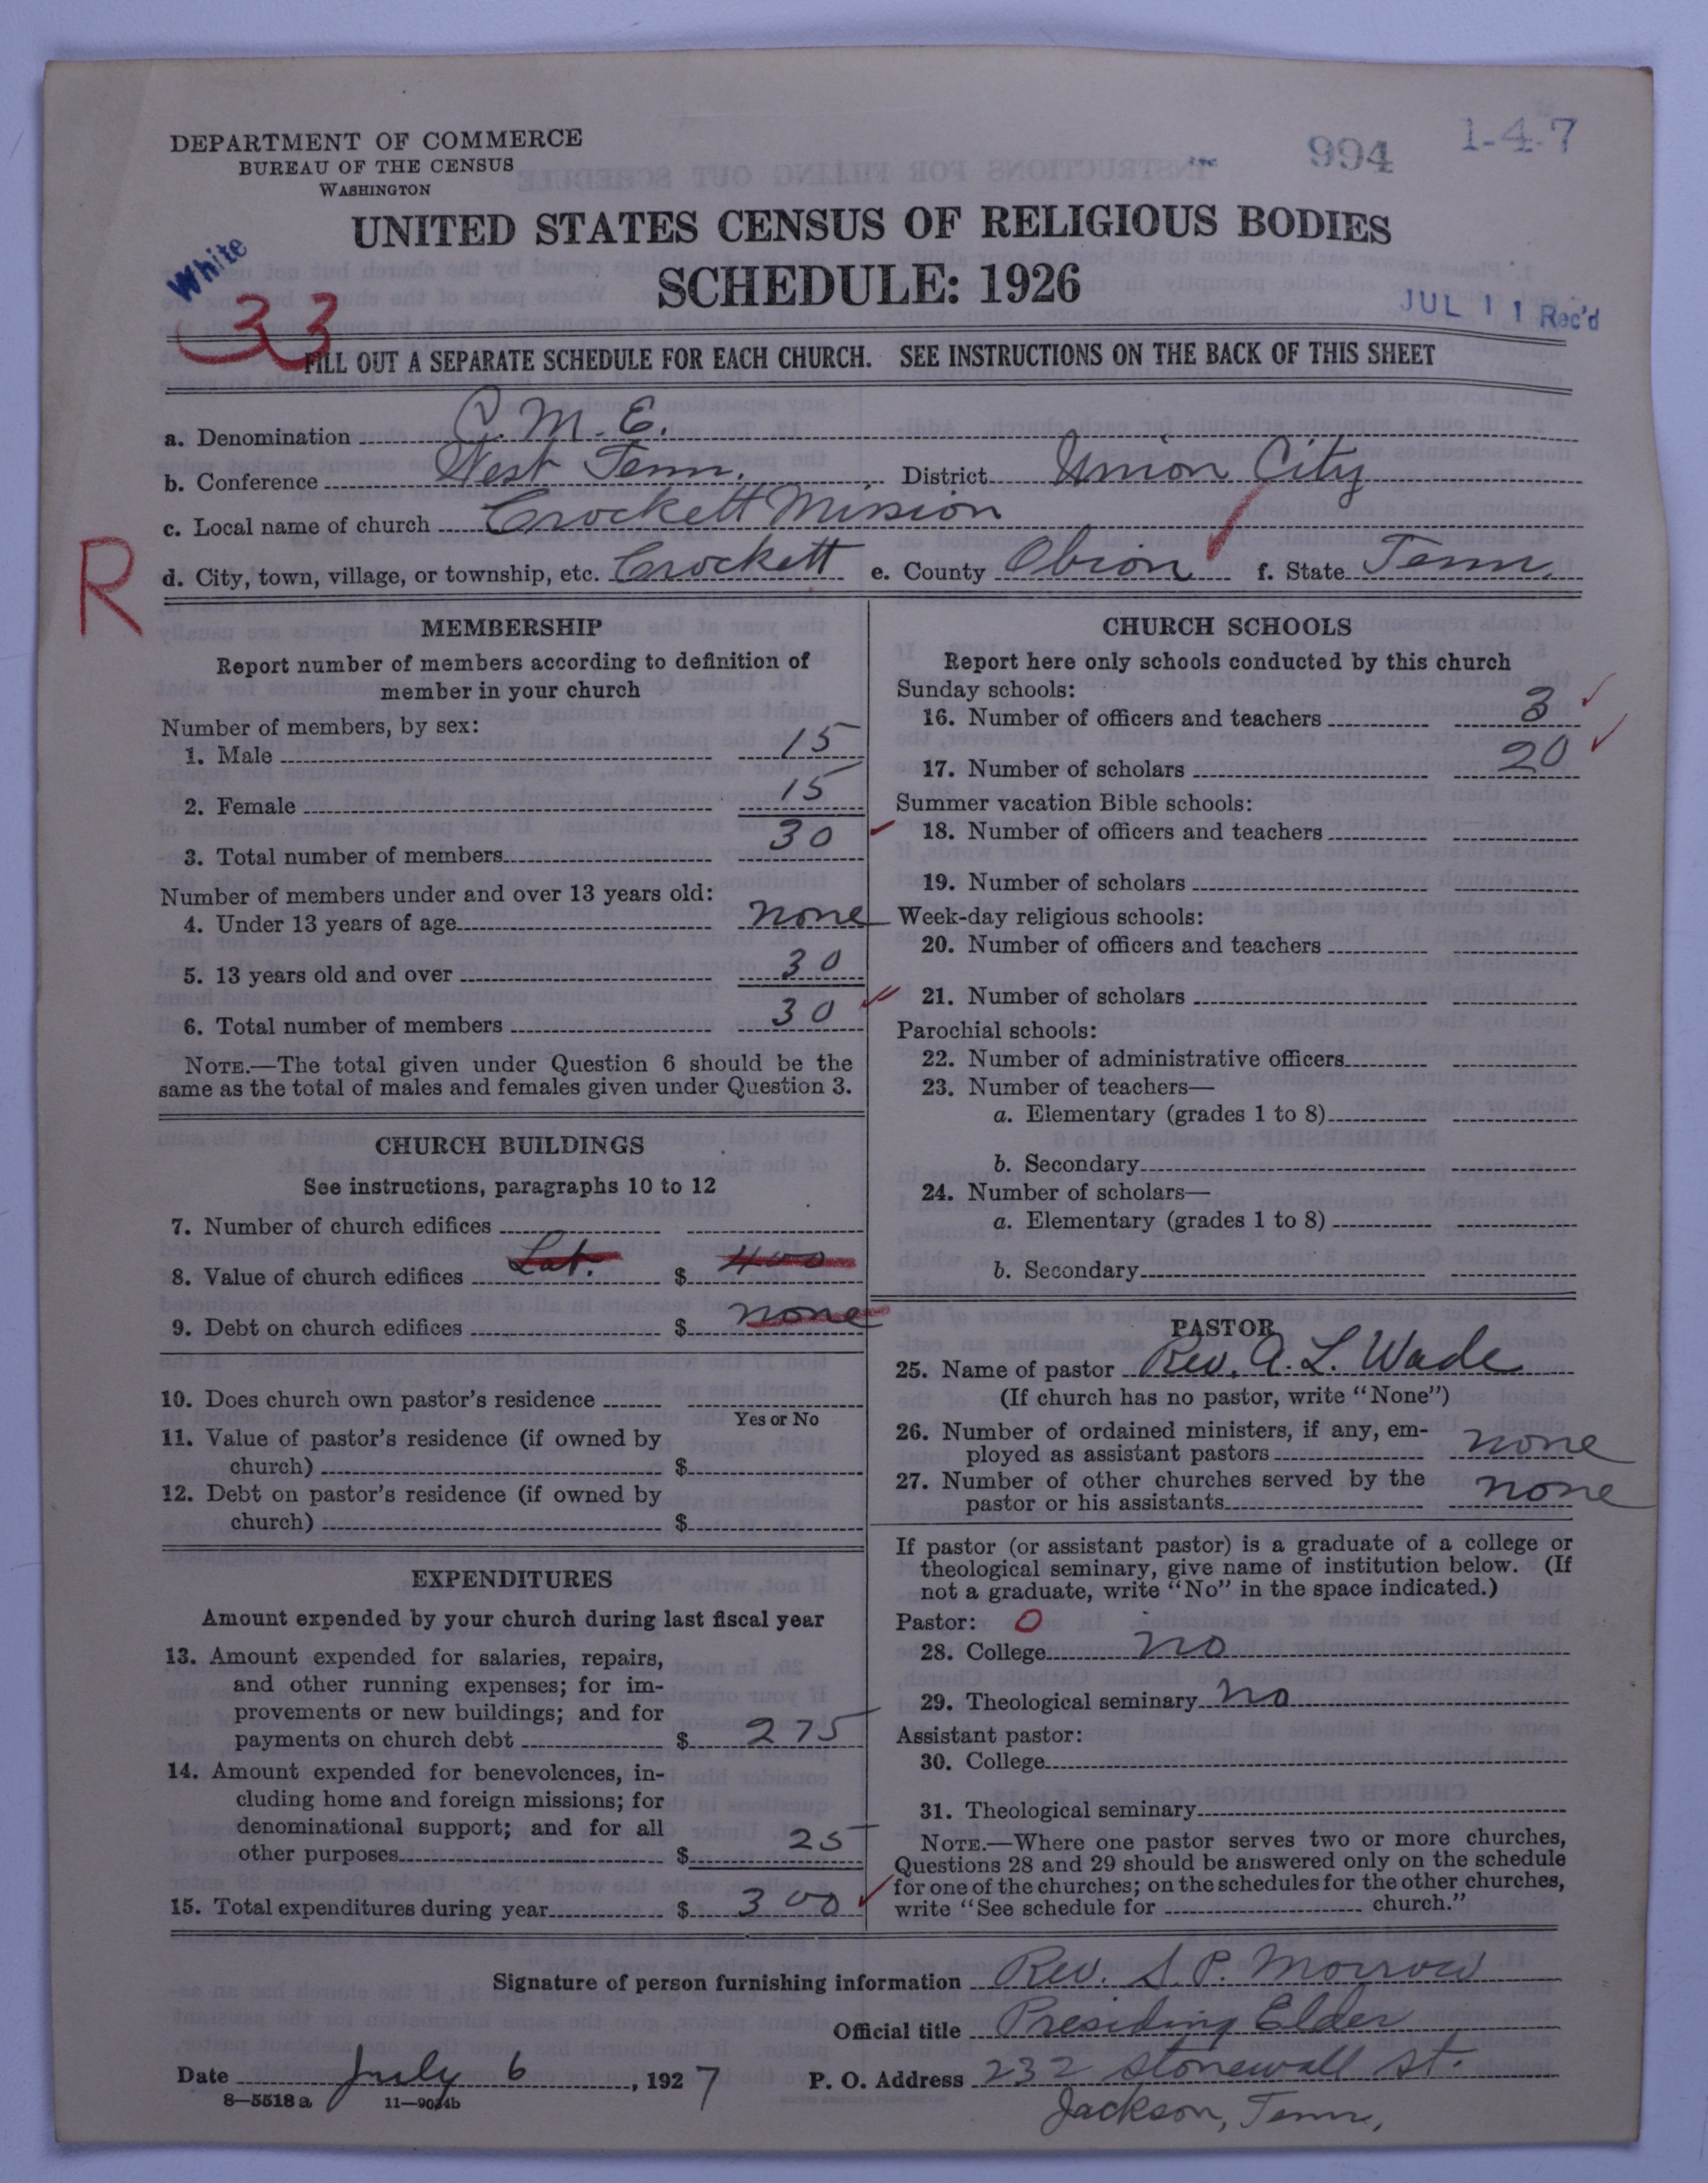 DEPARTMENT OF COMMERCE
BUREAU OF THE CENSUS
WASHINGTON
994
1-4-7
UNITED STATES CENSUS OF RELIGIOUS BODIES
SCHEDULE: 1926
White
33
JUL 11 Rec'd
FILL OUT A SEPARATE SCHEDULE FOR EACH CHURCH. SEE INSTRUCTIONS ON THE BACK OF THIS SHEET
a. Denomination C. M. E.
b. Conference West Tenn. District Union City
c. Local name of church Crockett Mission
R
d. City, town, village, or township, etc. Crockett e. County Obion f. State Tenn.
MEMBERSHIP
Report number of members according to definition of
member in your church
Number of members, by sex:
1. Male 15
2. Female 15
3. Total number of members 30
Number of members under and over 13 years old:
4. Under 13 years of age none
5. 13 years old and over 30
6. Total number of members 30
NOTE.—The total given under Question 6 should be the
same as the total of males and females given under Question 3.
CHURCH BUILDINGS
See instructions, paragraphs 10 to 12
7. Number of church edifices
8. Value of church edifices Lot. $ 400
9. Debt on church edifices $ none
10. Does church own pastor's residence
Yes or No
11. Value of pastor's residence (if owned by
church) $
12. Debt on pastor's residence (if owned by
church) $
EXPENDITURES
Amount expended by your church during last fiscal year
13. Amount expended for salaries, repairs,
and other running expenses; for im-
provements or new buildings; and for
payments on church debt $ 275
14. Amount expended for benevolences, in-
cluding home and foreign missions; for
denominational support; and for all
other purposes $ 25
15. Total expenditures during year $ 300
CHURCH SCHOOLS
Report here only schools conducted by this church
Sunday schools:
16. Number of officers and teachers 3
17. Number of scholars 20
Summer vacation Bible schools:
18. Number of officers and teachers
19. Number of scholars
Week-day religious schools:
20. Number of officers and teachers
21. Number of scholars
Parochial schools:
22. Number of administrative officers
23. Number of teachers—
a. Elementary (grades 1 to 8)
b. Secondary
24. Number of scholars—
a. Elementary (grades 1 to 8)
b. Secondary
PASTOR
25. Name of pastor Rev. A. L. Wade
(If church has no pastor, write "None")
26. Number of ordained ministers, if any, em-
ployed as assistant pastors none
27. Number of other churches served by the
pastor or his assistants none
If pastor (or assistant pastor) is a graduate of a college or
theological seminary, give name of institution below. (If
not a graduate, write "No" in the space indicated.)
Pastor: 0
28. College no
29. Theological seminary no
Assistant pastor:
30. College
31. Theological seminary
NOTE.—Where one pastor serves two or more churches,
Questions 28 and 29 should be answered only on the schedule
for one of the churches; on the schedules for the other churches,
write "See schedule for church."
Signature of person furnishing information Rev. S. P. Morrow
Official title Presiding Elder
Date July 6, 1927 P. O. Address 232 Stonewall St.
8—5518 a 11—9034b
Jackson, Tenn.